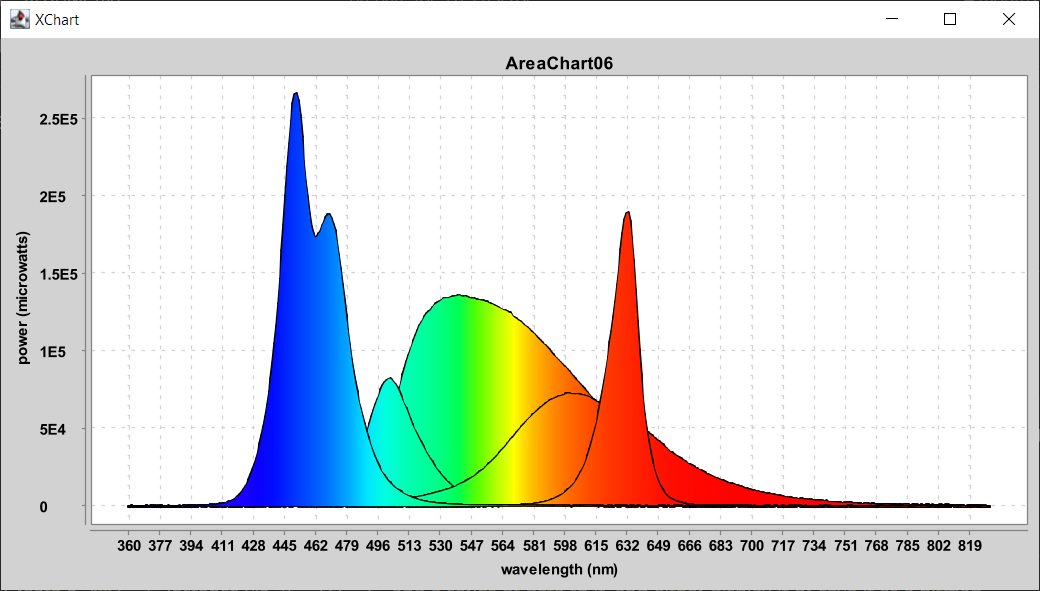 XChart
AreaChart06
2.5E5
2E5
1.5E5
1E5
5E4
0
power (microwatts)
360 377 394 411 428 445 462 479 496 513 530 547 564 581 598 615 632 649 666 683 700 717 734 751 768 785 802 819
wavelength (nm)